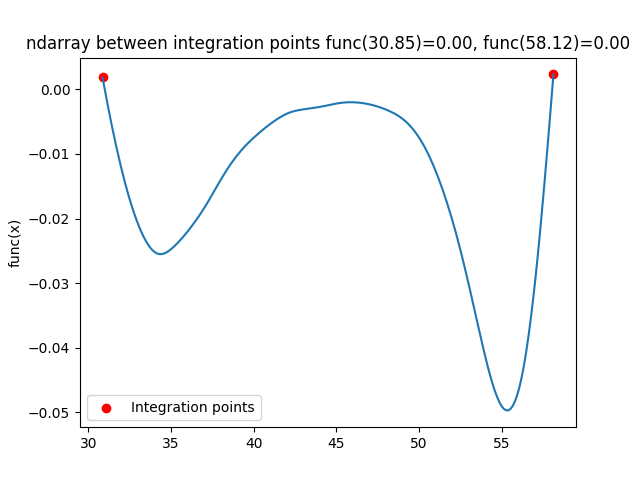 ndarray between integration points func(30.85)=0.00, func(58.12)=0.00
0.00
−0.01
−0.02
−0.03
−0.04
−0.05
func(x)
Integration points
30 35 40 45 50 55